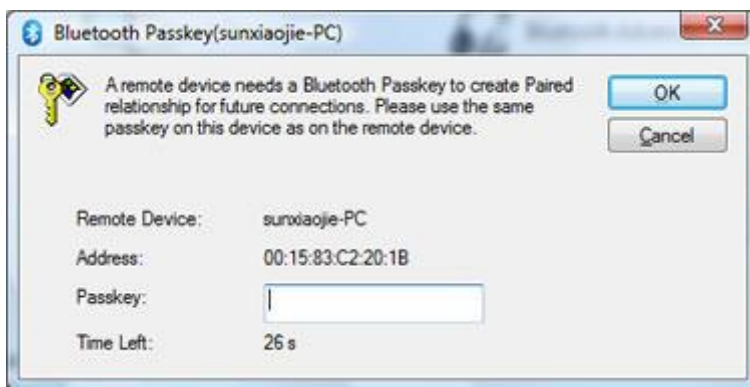 Bluetooth Passkey(sunxiaojie-PC)
A remote device needs a Bluetooth Passkey to create Paired
relationship for future connections. Please use the same
passkey on this device as on the remote device.
OK
Cancel
Remote Device: sunxiaojie-PC
Address: 00:15:83:C2:20:1B
Passkey:
Time Left: 26 s